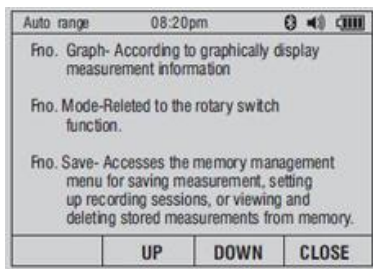 Auto range 08:20pm
Fno. Graph- According to graphically display
measurement information
Fno. Mode-Releted to the rotary switch
function.
Fno. Save- Accesses the memory management
menu for saving measurement, setting
up recording sessions, or viewing and
deleting stored measurements from memory.
UP DOWN CLOSE